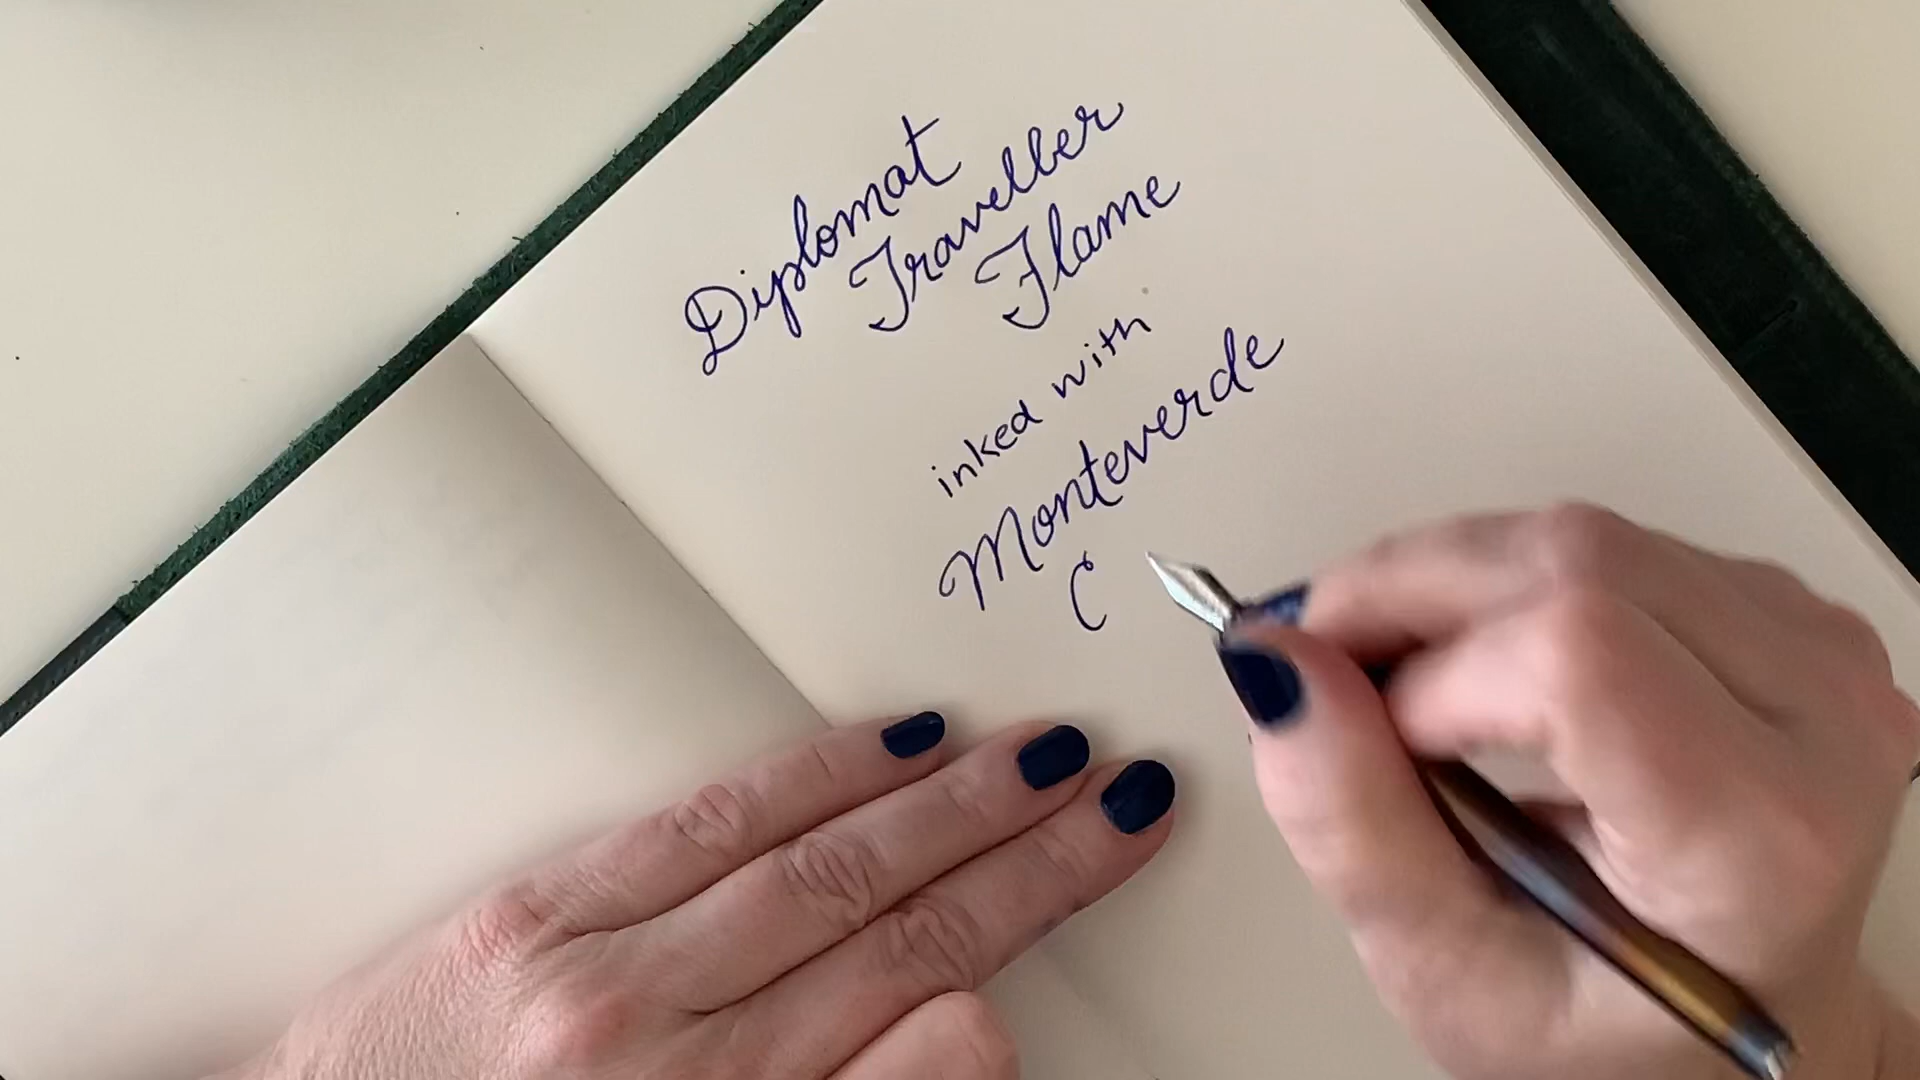 Diplomat
Traveller
Flame
inked with
Monteverde
C